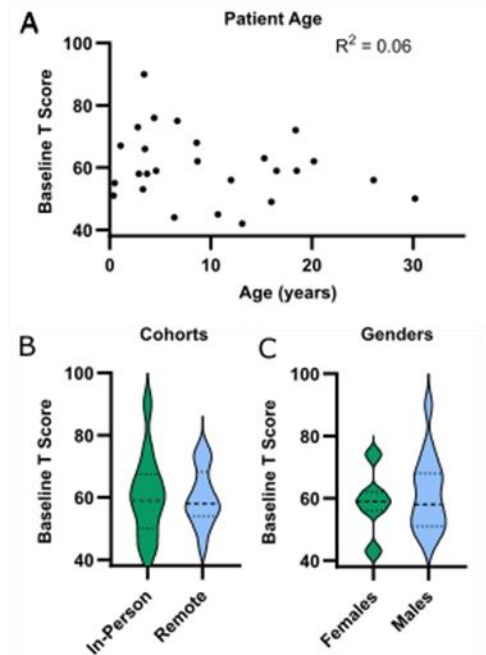 A
Patient Age
R² = 0.06
Baseline T Score
100
80
60
40
0
10
20
30
Age (years)
B
Cohorts
Baseline T Score
100
80
60
40
In-Person
Remote
C
Genders
Baseline T Score
100
80
60
40
Females
Males